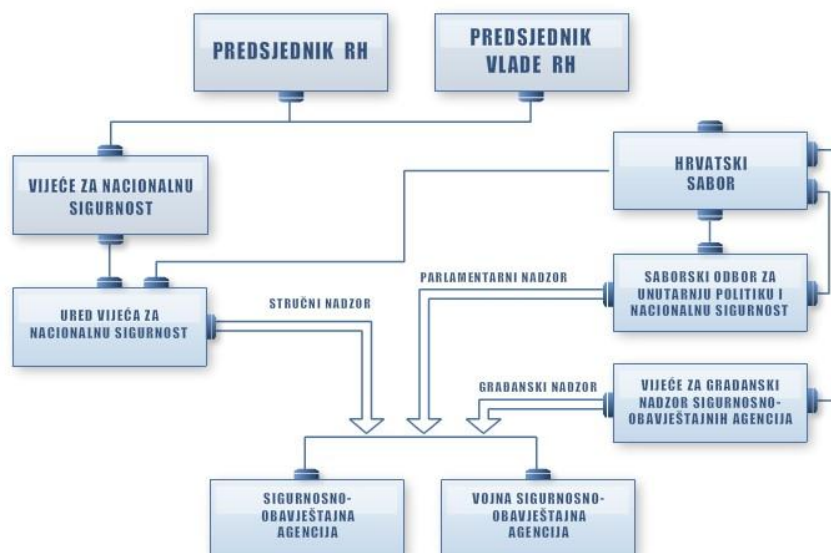 PREDSJEDNIK RH
PREDSJEDNIK
VLADE RH
VIJEĆE ZA NACIONALNU
SIGURNOST
HRVATSKI
SABOR
URED VIJEĆA ZA
NACIONALNU SIGURNOST
STRUČNI NADZOR
PARLAMENTARNI NADZOR
SABORSKI ODBOR ZA
UNUTARNJU POLITIKU I
NACIONALNU SIGURNOST
GRAĐANSKI NADZOR
VIJEĆE ZA GRAĐANSKI
NADZOR SIGURNOSNO-
OBAVJEŠTAJNIH AGENCIJA
SIGURNOSNO-
OBAVJEŠTAJNA
AGENCIJA
VOJNA SIGURNOSNO-
OBAVJEŠTAJNA
AGENCIJA